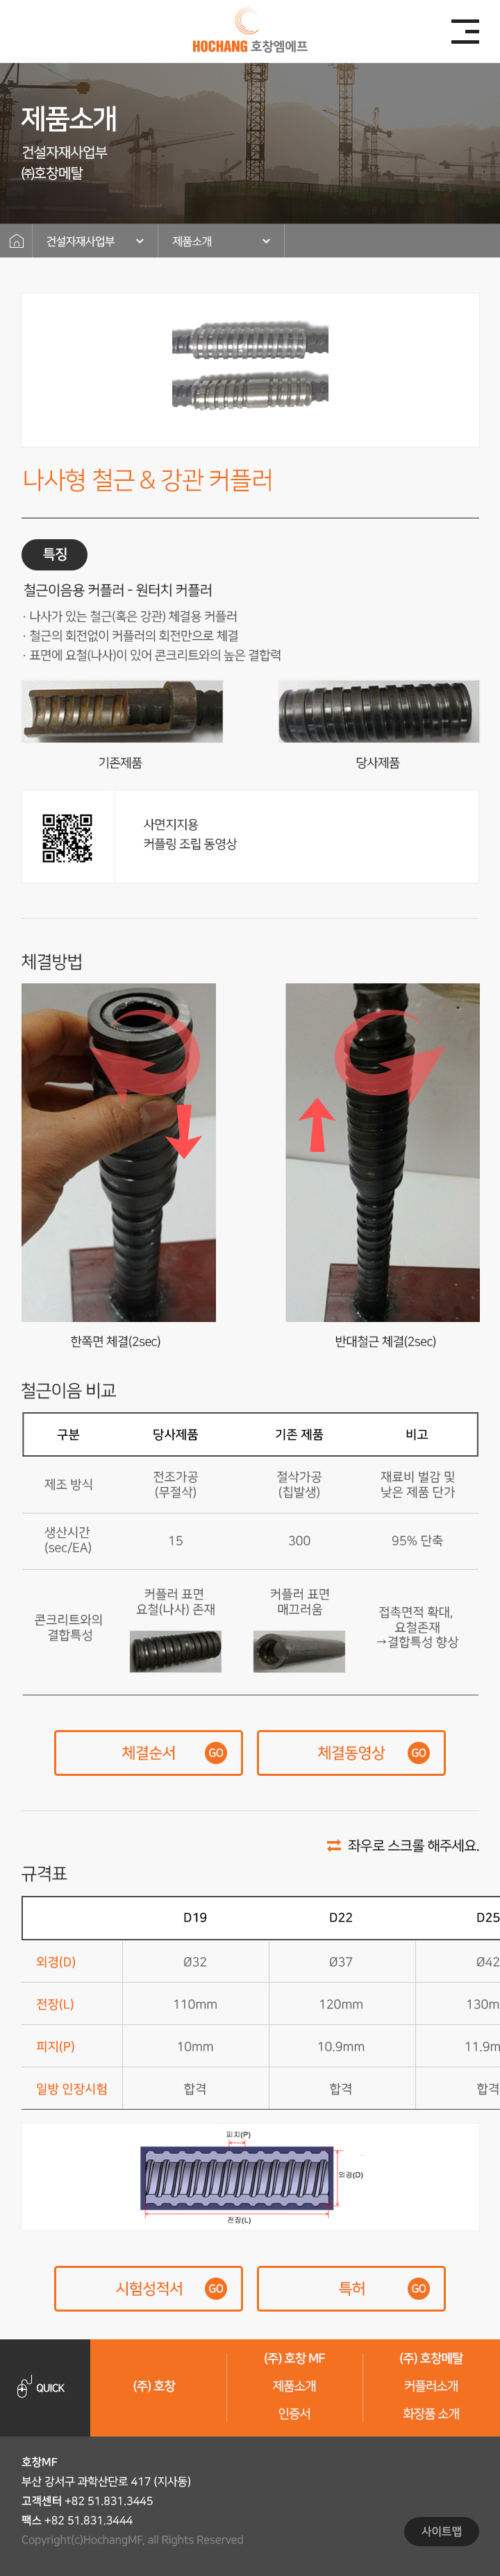 HOCHANG 호창엠에프
제품소개
건설자재사업부
㈜호창메탈
건설자재사업부
제품소개
나사형 철근 & 강관 커플러
특징
철근이음용 커플러 - 원터치 커플러
· 나사가 있는 철근(혹은 강관) 체결용 커플러
· 철근의 회전없이 커플러의 회전만으로 체결
· 표면에 요철(나사)이 있어 콘크리트와의 높은 결합력
기존제품
당사제품
사면지지용
커플링 조립 동영상
체결방법
한쪽면 체결(2sec)
반대철근 체결(2sec)
철근이음 비교
구분 당사제품 기존 제품 비고
제조 방식
전조가공
(무절삭)
절삭가공
(칩발생)
재료비 벌감 및
낮은 제품 단가
생산시간
(sec/EA)
15
300
95% 단축
콘크리트와의
결합특성
커플러 표면
요철(나사) 존재
커플러 표면
매끄러움
접촉면적 확대,
요철존재
→결합특성 향상
체결순서 GO
체결동영상 GO
좌우로 스크롤 해주세요.
규격표
D19 D22 D25
외경(D) Ø32 Ø37 Ø42
전장(L) 110mm 120mm 130m
피치(P) 10mm 10.9mm 11.9m
일방 인장시험 합격 합격 합격
피치(P)
외경(D)
전장(L)
시험성적서 GO
특허 GO
QUICK
(주) 호창
(주) 호창 MF
제품소개
인증서
(주) 호창메탈
커플러소개
화장품 소개
호창MF
부산 강서구 과학산단로 417 (지사동)
고객센터 +82 51.831.3445
팩스 +82 51.831.3444
Copyright(c)HochangMF, all Rights Reserved
사이트맵